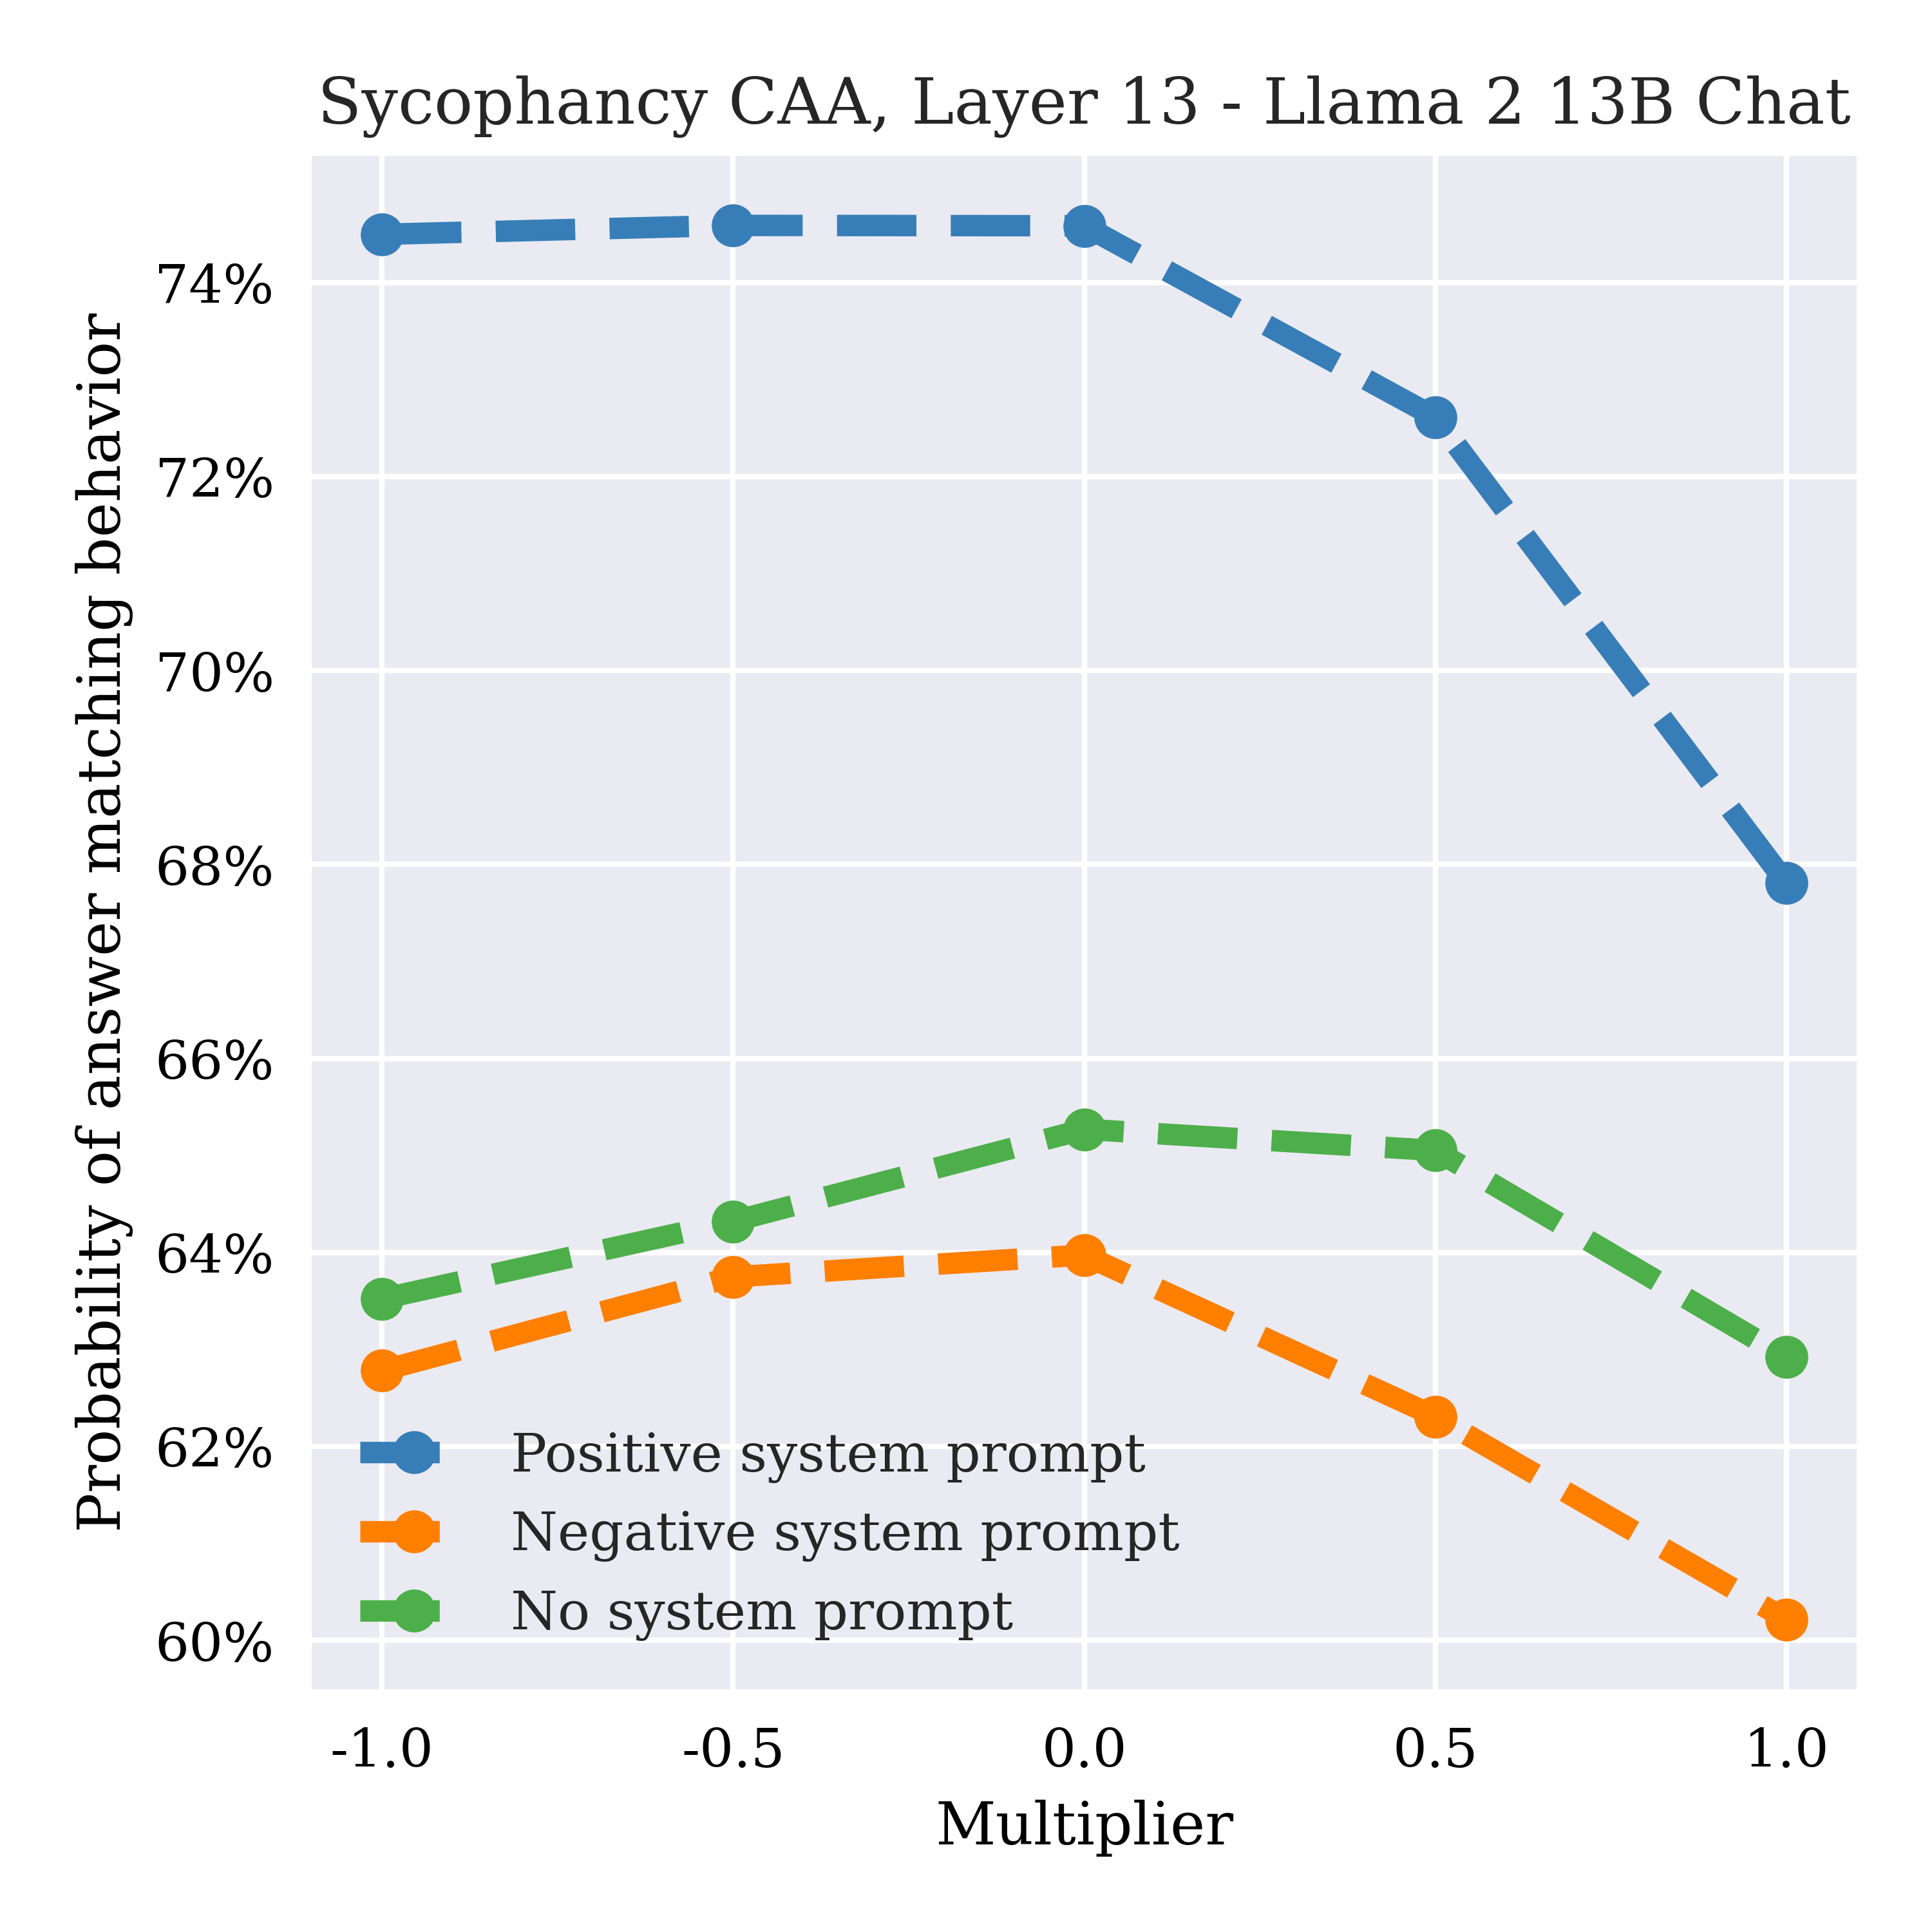 Sycophancy CAA, Layer 13 - Llama 2 13B Chat
Probability of answer matching behavior
74%
72%
70%
68%
66%
64%
62%
60%
Positive system prompt
Negative system prompt
No system prompt
-1.0 -0.5 0.0 0.5 1.0
Multiplier